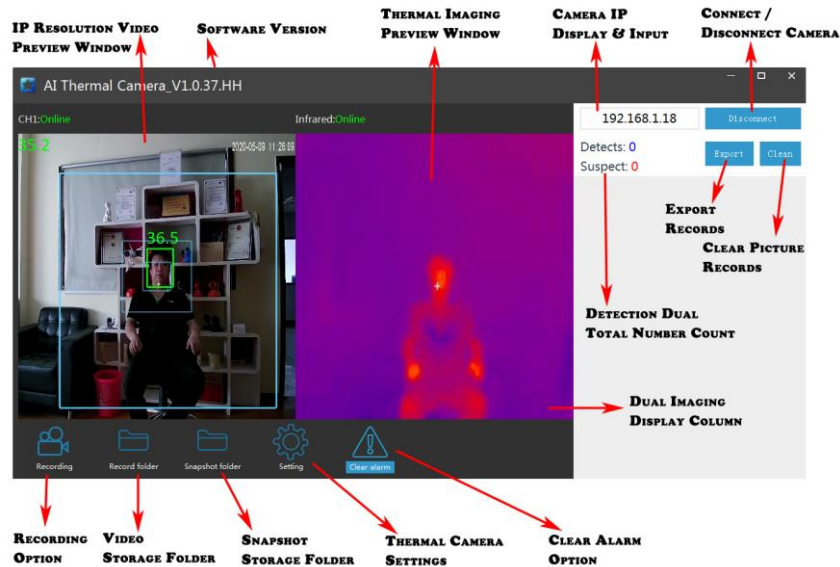 IP Resolution Video
Preview Window
Software Version
Thermal Imaging
Preview Window
Camera IP
Display & Input
Connect /
Disconnect Camera
AI Thermal Camera_V1.0.37.HH
CH1:Online
Infrared:Online
192.168.1.18
Disconnect
35.2
2020-05-09 11:26:09
Detects: 0
Suspect: 0
Export
Clean
36.5
Export
Records
Clear Picture
Records
Detection Dual
Total Number Count
Dual Imaging
Display Column
Recording
Record folder
Snapshot folder
Setting
Clear alarm
Recording
Option
Video
Storage Folder
Snapshot
Storage Folder
Thermal Camera
Settings
Clear Alarm
Option